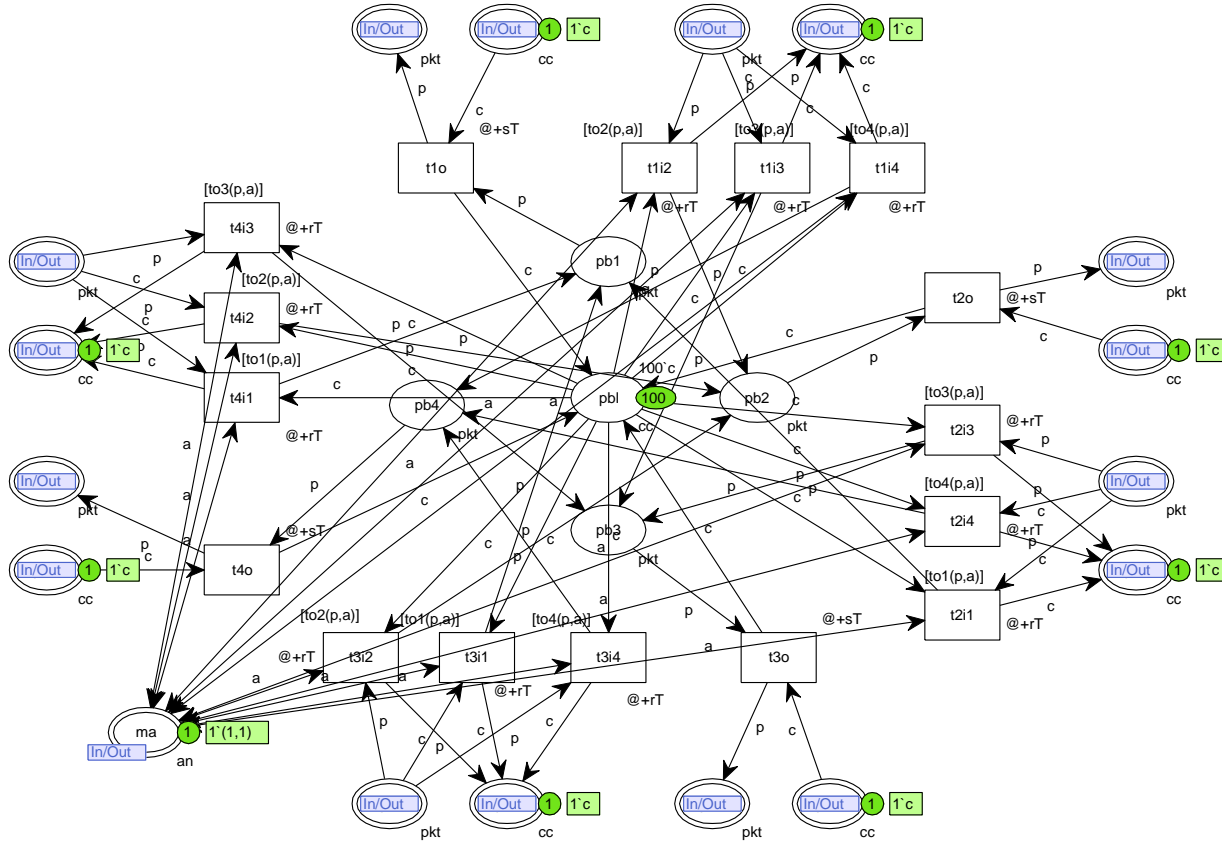 In/Out
pkt
In/Out 1 1`c
cc
In/Out
pkt
In/Out 1 1`c
cc
p
c
@+sT
t1o
c
p
p
c
p
c
[to2(p,a)]
t1i2
@+rT
[to3(p,a)]
t1i3
@+rT
[to4(p,a)]
t1i4
@+rT
[to3(p,a)]
t4i3
@+rT
[to2(p,a)]
t4i2
@+rT
[to1(p,a)]
t4i1
@+rT
In/Out
pkt
In/Out 1 1`c
cc
p
c
p
c
p
c
pb1
pkt
p
c
p
c
p
c
In/Out
pkt
t2o
@+sT
p
c
In/Out 1 1`c
cc
c
p
p c
p
c
c
a
a
pb4
pkt
pbl
100`c
100
cc
pb2
pkt
p
c
[to3(p,a)]
t2i3
@+rT
[to4(p,a)]
t2i4
@+rT
[to1(p,a)]
t2i1
@+rT
In/Out
pkt
p
c
p
c
In/Out 1 1`c
cc
c
a
a
a
a
In/Out
pkt
In/Out 1 1`c
cc
p
c
t4o
@+sT
p
c
p
c
p
c
p
pb3
pkt
c
a
p
p
c
p
c
a
p
c
[to2(p,a)]
t3i2
@+rT
[to1(p,a)]
t3i1
@+rT
[to4(p,a)]
t3i4
@+rT
@+sT
t3o
a
a
a
a
ma
In/Out
1 1`(1,1)
an
p
c
p
c
p
c
p
c
In/Out
pkt
In/Out 1 1`c
cc
In/Out
pkt
In/Out 1 1`c
cc